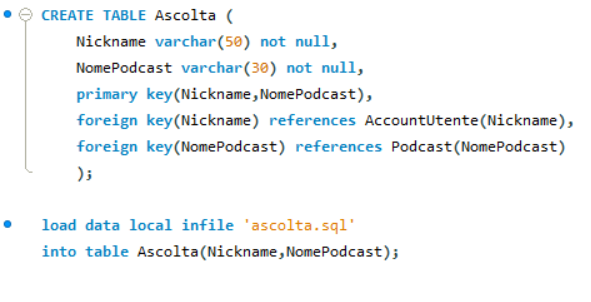 CREATE TABLE Ascolta (
Nickname varchar(50) not null,
NomePodcast varchar(30) not null,
primary key(Nickname,NomePodcast),
foreign key(Nickname) references AccountUtente(Nickname),
foreign key(NomePodcast) references Podcast(NomePodcast)
);
load data local infile 'ascolta.sql'
into table Ascolta(Nickname,NomePodcast);